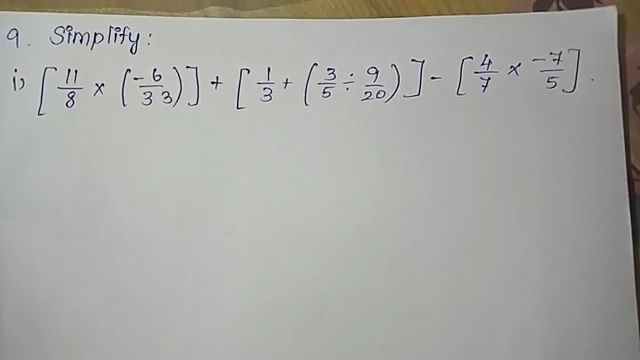 9. Simplify:
i) [11/8 × (-6/33)] + [1/3 + (3/5 ÷ 9/20)] - [4/7 × -7/5].